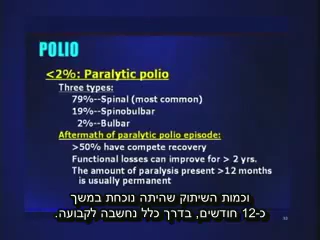 POLIO
<2%: Paralytic polio
Three types:
79%--Spinal (most common)
19%--Spinobulbar
2%--Bulbar
Aftermath of paralytic polio episode:
>50% have compete recovery
Functional losses can improve for > 2 yrs.
The amount of paralysis present >12 months
is usually permanent
וכמות השיתוק שהיתה נוכחת במשך
כ-12 חודשים, בדרך כלל נחשבה לקבועה.